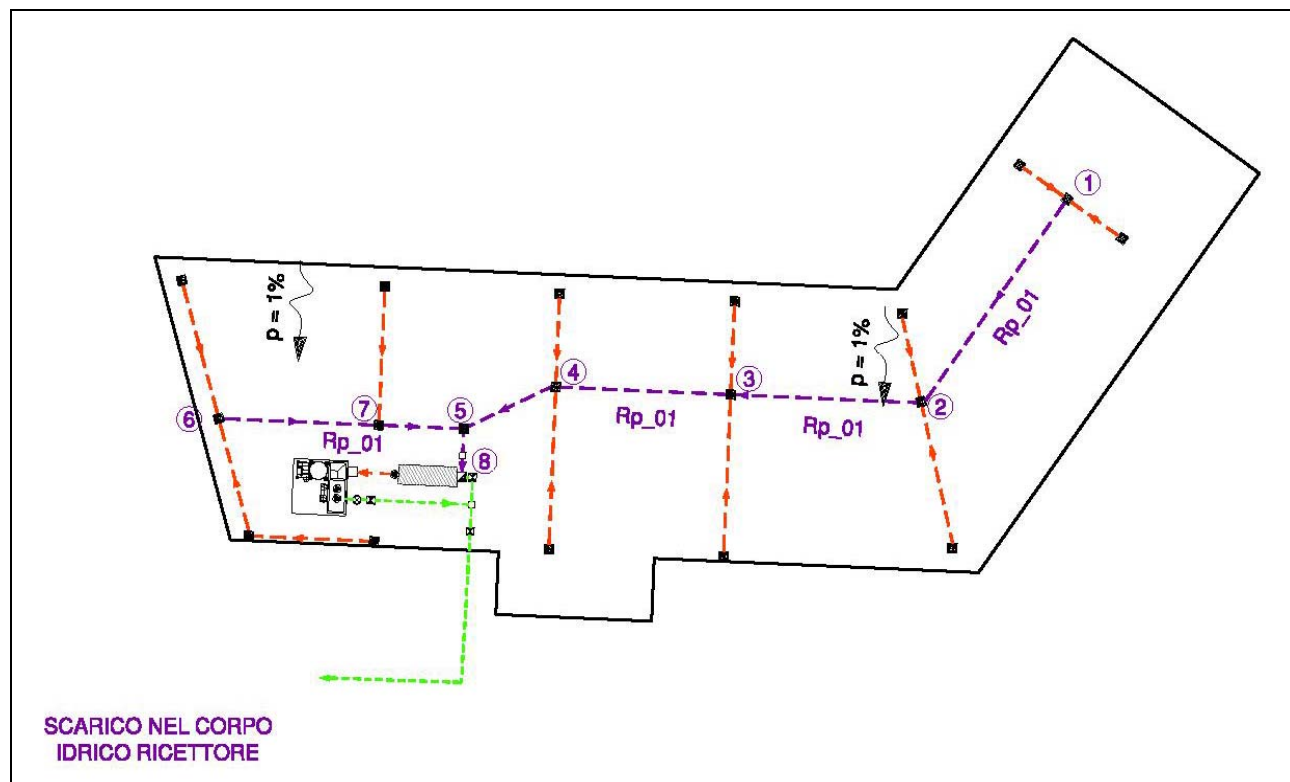 1
Rp_01
p = 1%
p = 1%
4
3
2
Rp_01
Rp_01
6
7
5
Rp_01
8
SCARICO NEL CORPO
IDRICO RICETTORE